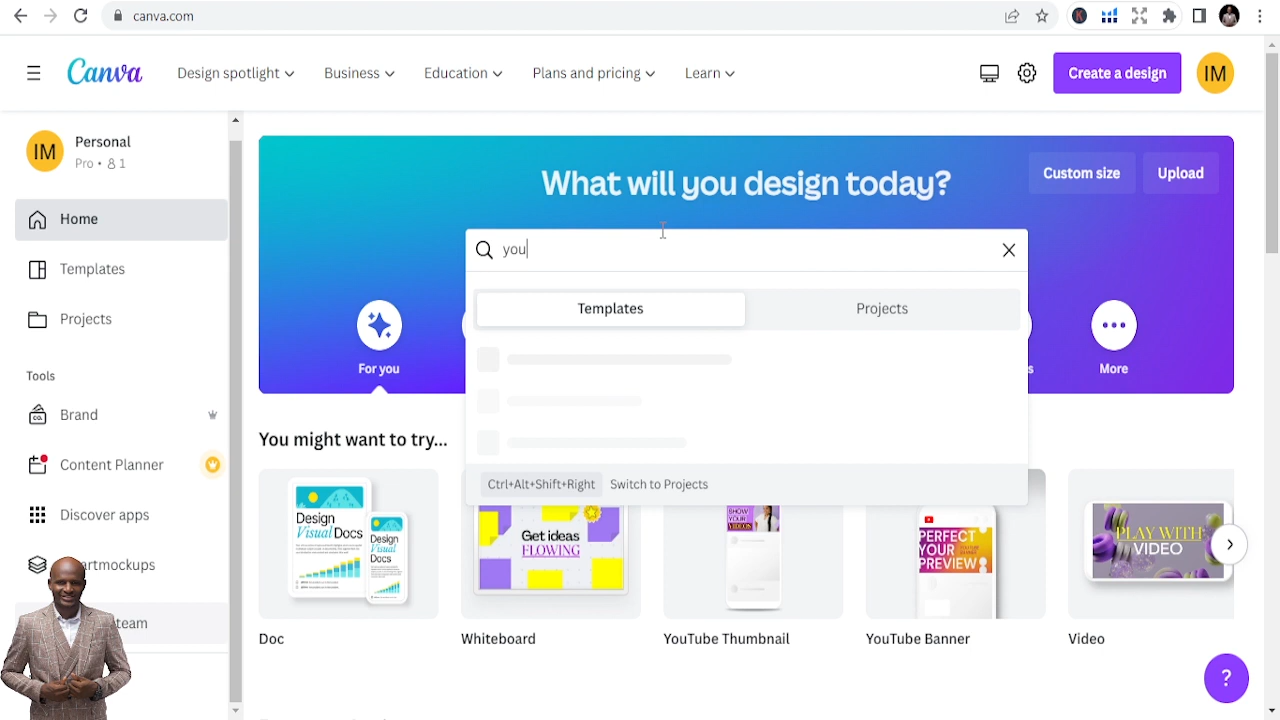 canva.com
Canva
Design spotlight
Business
Education
Plans and pricing
Learn
Create a design
IM
IM
Personal
Pro • 1
Home
Templates
Projects
Tools
Brand
Content Planner
Discover apps
artmockups
team
What will you design today?
Custom size
Upload
you
Templates
Projects
For you
s
More
Ctrl+Alt+Shift+Right Switch to Projects
You might want to try...
Design
Visual Docs
Design
Visual
Docs
Get ideas
FLOWING
SHOW
YOUR
VIDEOS
PERFECT
YOUR
PREVIEW
PLAY WITH
VIDEO
Doc
Whiteboard
YouTube Thumbnail
YouTube Banner
Video
?